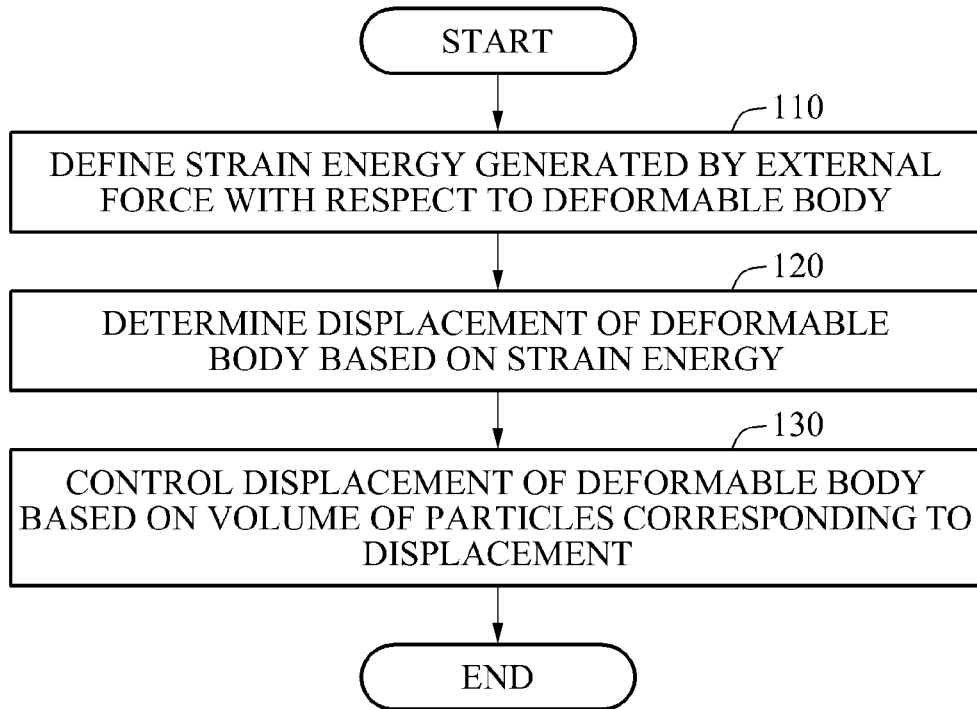 START
110
DEFINE STRAIN ENERGY GENERATED BY EXTERNAL
FORCE WITH RESPECT TO DEFORMABLE BODY
120
DETERMINE DISPLACEMENT OF DEFORMABLE
BODY BASED ON STRAIN ENERGY
130
CONTROL DISPLACEMENT OF DEFORMABLE BODY
BASED ON VOLUME OF PARTICLES CORRESPONDING TO
DISPLACEMENT
END